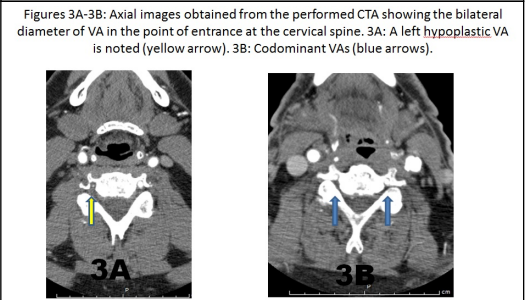 Figures 3A-3B: Axial images obtained from the performed CTA showing the bilateral
diameter of VA in the point of entrance at the cervical spine. 3A: A left hypoplastic VA
is noted (yellow arrow). 3B: Codominant VAs (blue arrows).
3A
3B
P
P
cm